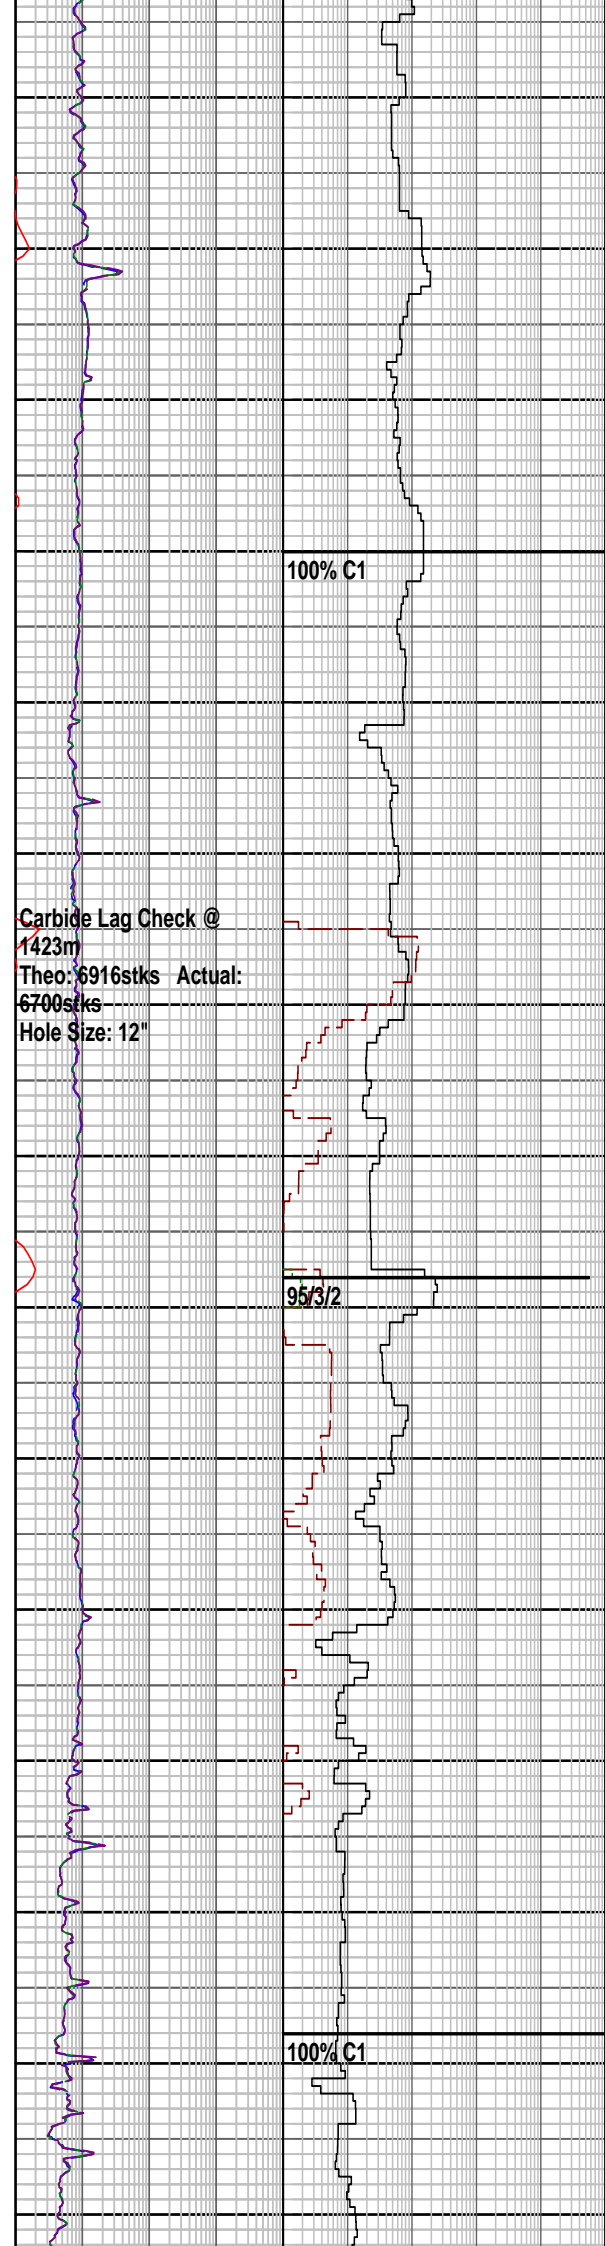 100% C1
Carbide Lag Check @
1423m
Theo: 6916stks Actual:
6700stks
Hole Size: 12"
95/3/2
100% C1